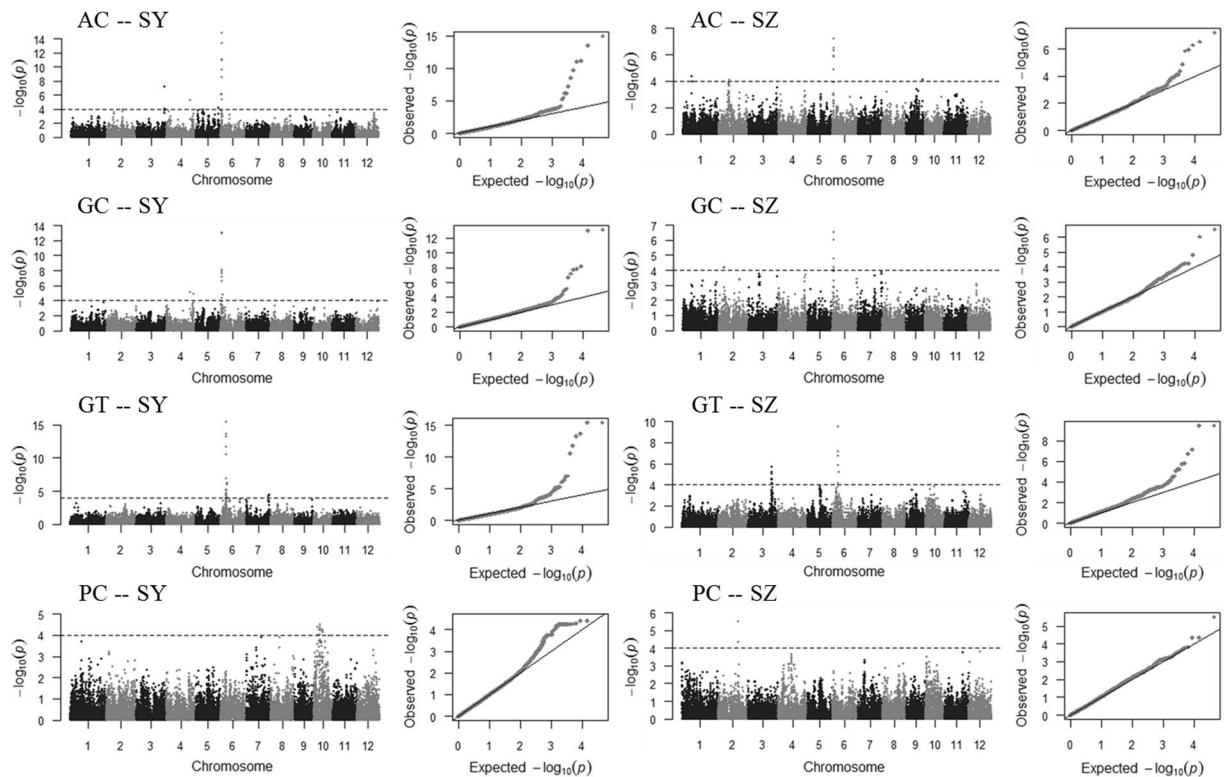 AC -- SY
14
12
10
8
6
4
2
0
−log10(p)
1 2 3 4 5 6 7 8 9 10 11 12
Chromosome
Observed −log10(p)
15
10
5
0
0 1 2 3 4
Expected −log10(p)
AC -- SZ
8
6
4
2
0
−log10(p)
1 2 3 4 5 6 7 8 9 10 11 12
Chromosome
Observed −log10(p)
6
4
2
0
0 1 2 3 4
Expected −log10(p)
GC -- SY
14
12
10
8
6
4
2
0
−log10(p)
1 2 3 4 5 6 7 8 9 10 11 12
Chromosome
Observed −log10(p)
12
10
8
6
4
2
0
0 1 2 3 4
Expected −log10(p)
GC -- SZ
7
6
5
4
3
2
1
0
−log10(p)
1 2 3 4 5 6 7 8 9 10 11 12
Chromosome
Observed −log10(p)
6
5
4
3
2
1
0
0 1 2 3 4
Expected −log10(p)
GT -- SY
15
10
5
0
−log10(p)
1 2 3 4 5 6 7 8 9 10 11 12
Chromosome
Observed −log10(p)
15
10
5
0
0 1 2 3 4
Expected −log10(p)
GT -- SZ
10
8
6
4
2
0
−log10(p)
1 2 3 4 5 6 7 8 9 10 11 12
Chromosome
Observed −log10(p)
8
6
4
2
0
0 1 2 3 4
Expected −log10(p)
PC -- SY
5
4
3
2
1
0
−log10(p)
1 2 3 4 5 6 7 8 9 10 11 12
Chromosome
Observed −log10(p)
4
3
2
1
0
0 1 2 3 4
Expected −log10(p)
PC -- SZ
6
5
4
3
2
1
0
−log10(p)
1 2 3 4 5 6 7 8 9 10 11 12
Chromosome
Observed −log10(p)
5
4
3
2
1
0
0 1 2 3 4
Expected −log10(p)